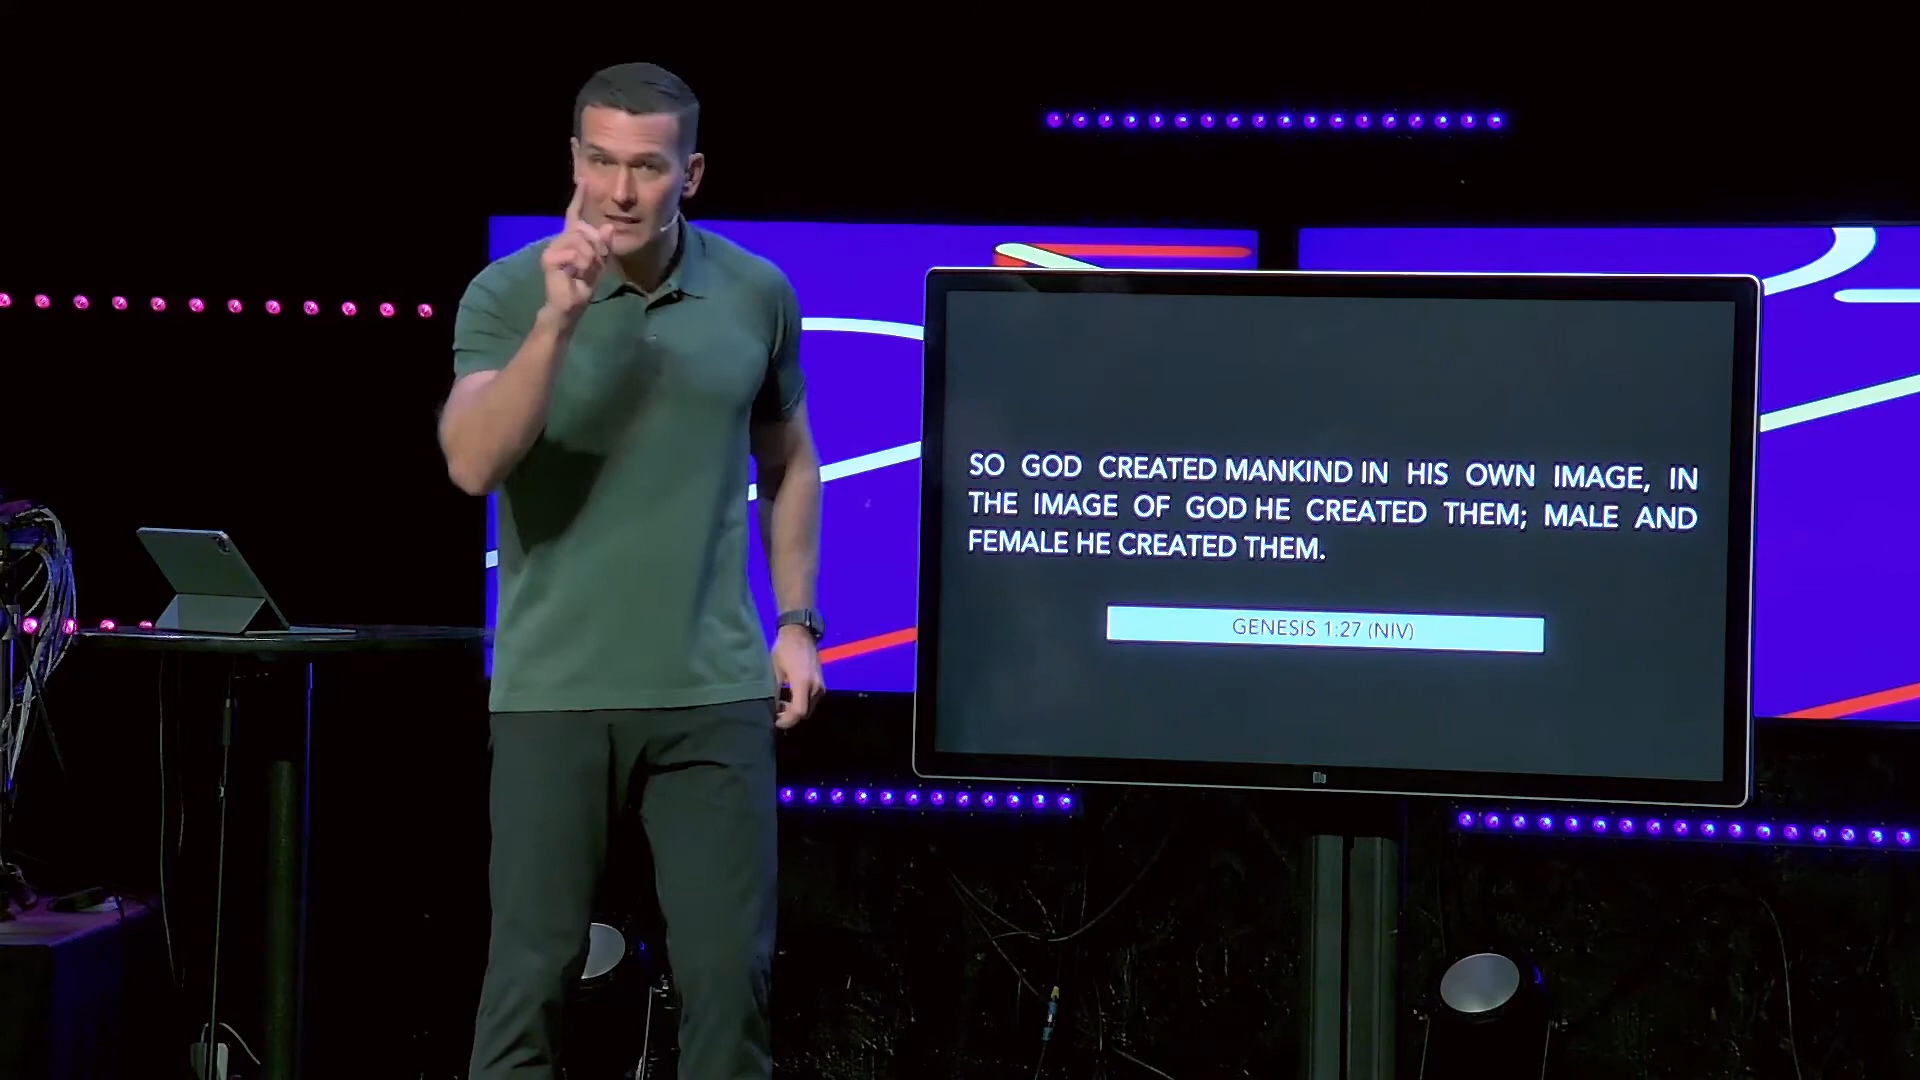 SO GOD CREATED MANKIND IN HIS OWN IMAGE, IN
THE IMAGE OF GOD HE CREATED THEM; MALE AND
FEMALE HE CREATED THEM.
GENESIS 1:27 (NIV)